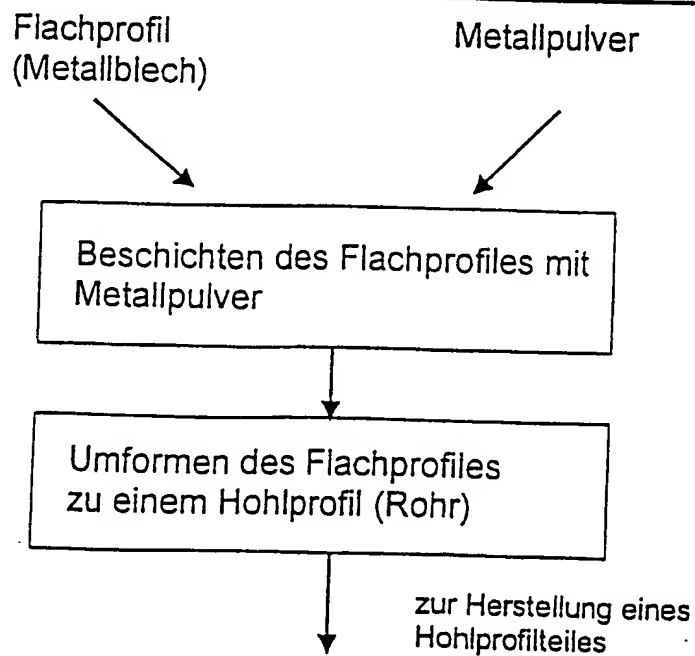 Flachprofil
(Metallblech)
Metallpulver
Beschichten des Flachprofiles mit
Metallpulver
Umformen des Flachprofiles
zu einem Hohlprofil (Rohr)
zur Herstellung eines
Hohlprofilteiles